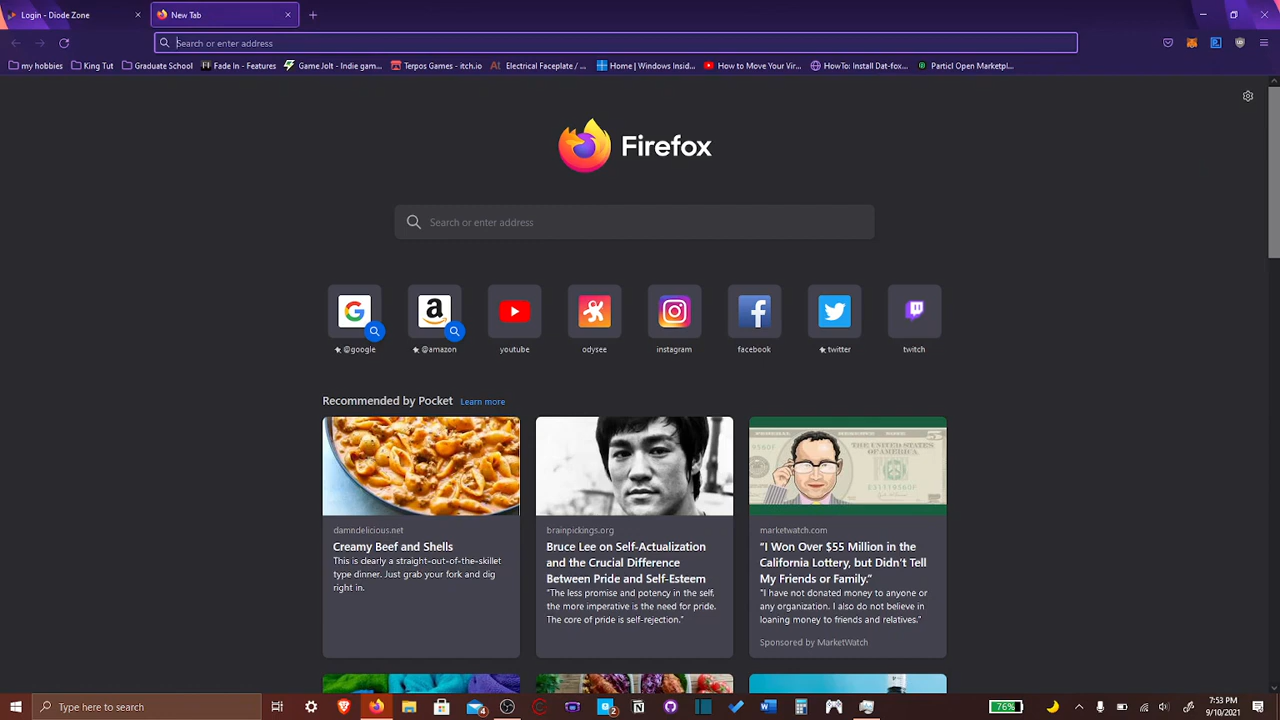 Login - Diode Zone
New Tab
Search or enter address
my hobbies
King Tut
Graduate School
Fade In - Features
Game Jolt - Indie gam...
Terpos Games - itch.io
Electrical Faceplate / ...
Home | Windows Insid...
How to Move Your Vir...
HowTo: Install Dat-fox...
Particl Open Marketpl...
Firefox
Search or enter address
@google
@amazon
youtube
odysee
instagram
facebook
twitter
twitch
Recommended by Pocket Learn more
damndelicious.net
Creamy Beef and Shells
This is clearly a straight-out-of-the-skillet
type dinner. Just grab your fork and dig
right in.
brainpickings.org
Bruce Lee on Self-Actualization
and the Crucial Difference
Between Pride and Self-Esteem
"The less promise and potency in the self,
the more imperative is the need for pride.
The core of pride is self-rejection."
THE UNITED STATES
OF AMERICA
marketwatch.com
“I Won Over $55 Million in the
California Lottery, but Didn't Tell
My Friends or Family.”
"I have not donated money to anyone or
any organization. I also do not believe in
loaning money to friends and relatives."
Sponsored by MarketWatch
Type here to search
4
2
76%
7:53 PM
9/10/2021